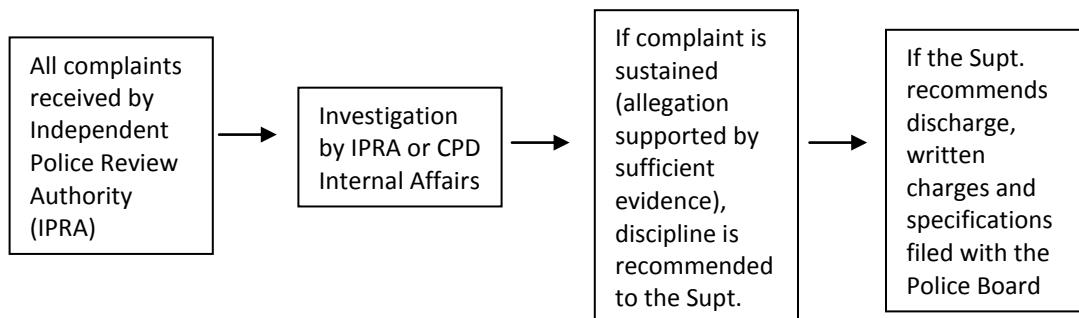 All complaints
received by
Independent
Police Review
Authority
(IPRA)
Investigation
by IPRA or CPD
Internal Affairs
If complaint is
sustained
(allegation
supported by
sufficient
evidence),
discipline is
recommended
to the Supt.
If the Supt.
recommends
discharge,
written
charges and
specifications
filed with the
Police Board